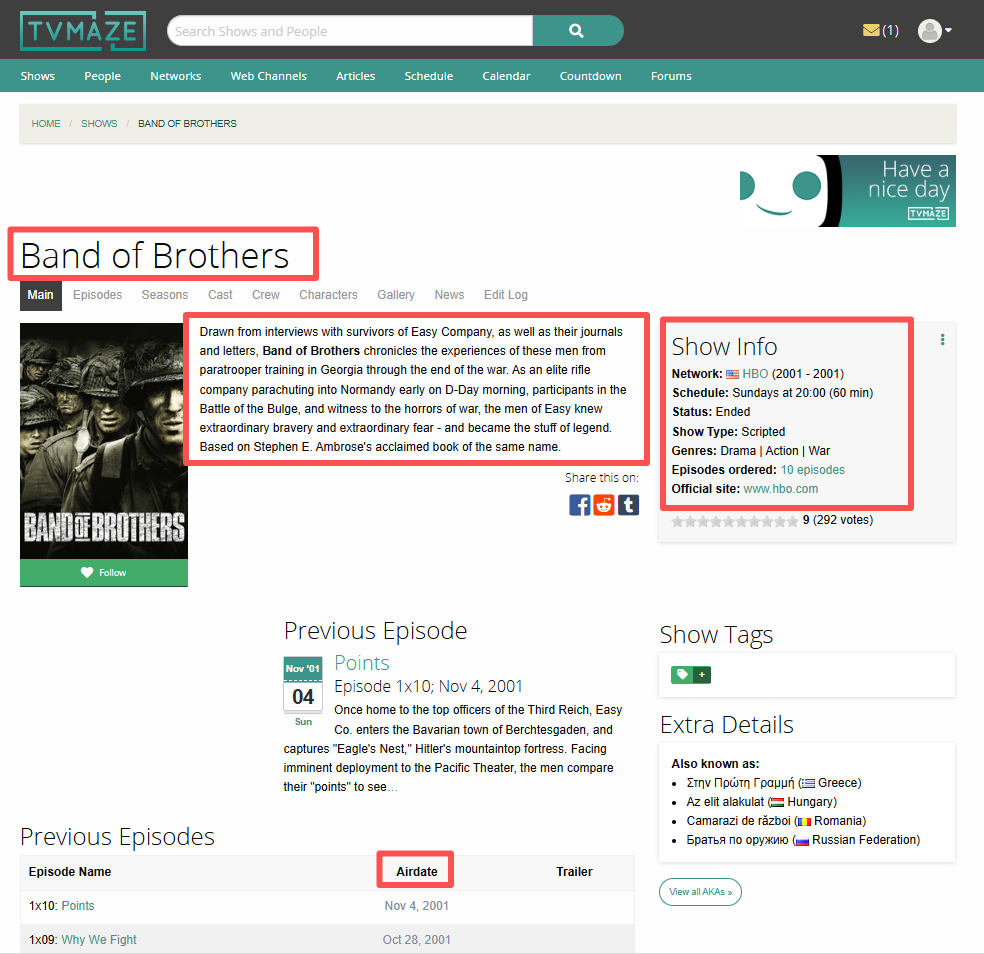 TVMAZE
Search Shows and People
(1)
Shows People Networks Web Channels Articles Schedule Calendar Countdown Forums
HOME / SHOWS / BAND OF BROTHERS
Have a
nice day
TVMAZE
Band of Brothers
Main Episodes Seasons Cast Crew Characters Gallery News Edit Log
BAND OF BROTHERS
Follow
Drawn from interviews with survivors of Easy Company, as well as their journals
and letters, Band of Brothers chronicles the experiences of these men from
paratrooper training in Georgia through the end of the war. As an elite rifle
company parachuting into Normandy early on D-Day morning, participants in the
Battle of the Bulge, and witness to the horrors of war, the men of Easy knew
extraordinary bravery and extraordinary fear - and became the stuff of legend.
Based on Stephen E. Ambrose's acclaimed book of the same name.
Share this on:
Show Info
Network: HBO (2001 - 2001)
Schedule: Sundays at 20:00 (60 min)
Status: Ended
Show Type: Scripted
Genres: Drama | Action | War
Episodes ordered: 10 episodes
Official site: www.hbo.com
9 (292 votes)
Previous Episode
Nov '01
04
Sun
Points
Episode 1x10; Nov 4, 2001
Once home to the top officers of the Third Reich, Easy
Co. enters the Bavarian town of Berchtesgaden, and
captures "Eagle's Nest," Hitler's mountaintop fortress. Facing
imminent deployment to the Pacific Theater, the men compare
their "points" to see…
Show Tags
+
Extra Details
Also known as:
Στην Πρώτη Γραμμή (Greece)
Az elit alakulat (Hungary)
Camarazi de război (Romania)
Братья по оружию (Russian Federation)
View all AKAs »
Previous Episodes
Episode Name Airdate Trailer
1x10: Points Nov 4, 2001
1x09: Why We Fight Oct 28, 2001